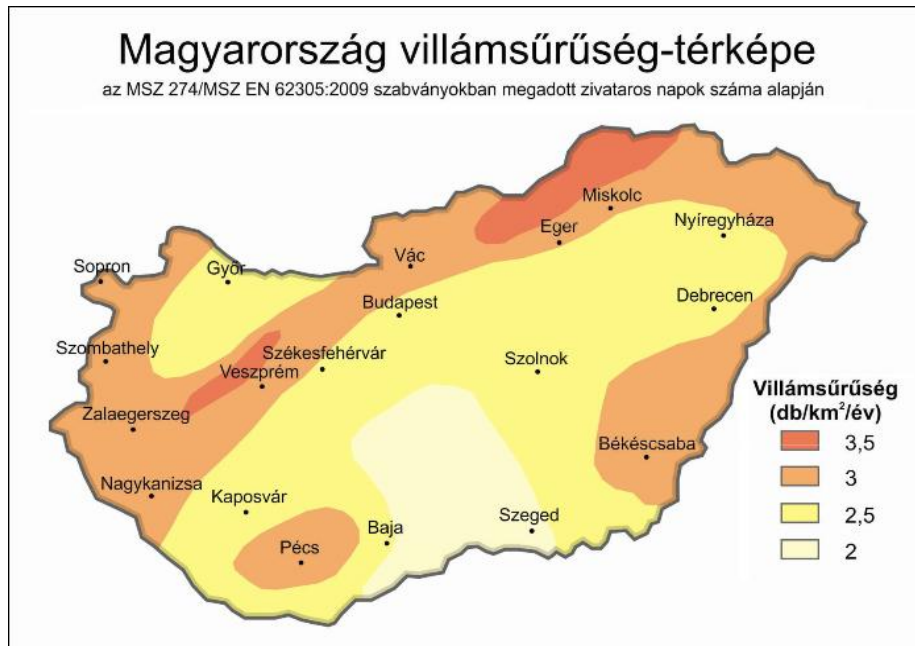 Magyarország villámsűrűség-térképe
az MSZ 274/MSZ EN 62305:2009 szabványokban megadott zivataros napok száma alapján
Miskolc
Nyíregyháza
Eger
Vác
Sopron
Győr
Debrecen
Budapest
Szombathely
Székesfehérvár
Szolnok
Veszprém
Villámsűrűség
(db/km²/év)
3,5
3
2,5
2
Zalaegerszeg
Békéscsaba
Nagykanizsa
Kaposvár
Szeged
Baja
Pécs